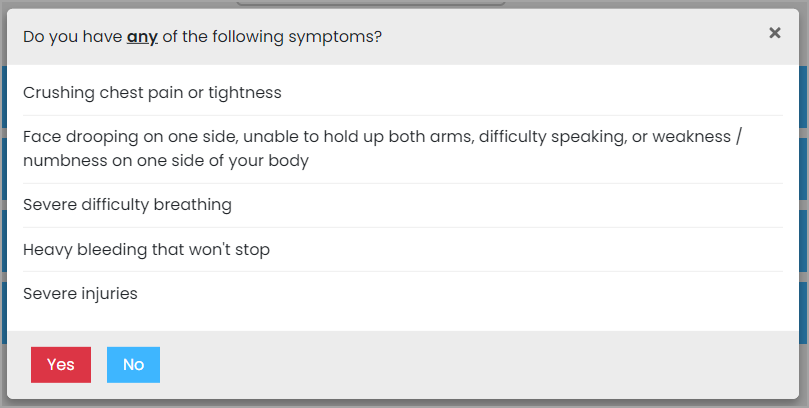 Do you have any of the following symptoms?
×
Crushing chest pain or tightness
Face drooping on one side, unable to hold up both arms, difficulty speaking, or weakness /
numbness on one side of your body
Severe difficulty breathing
Heavy bleeding that won't stop
Severe injuries
Yes
No